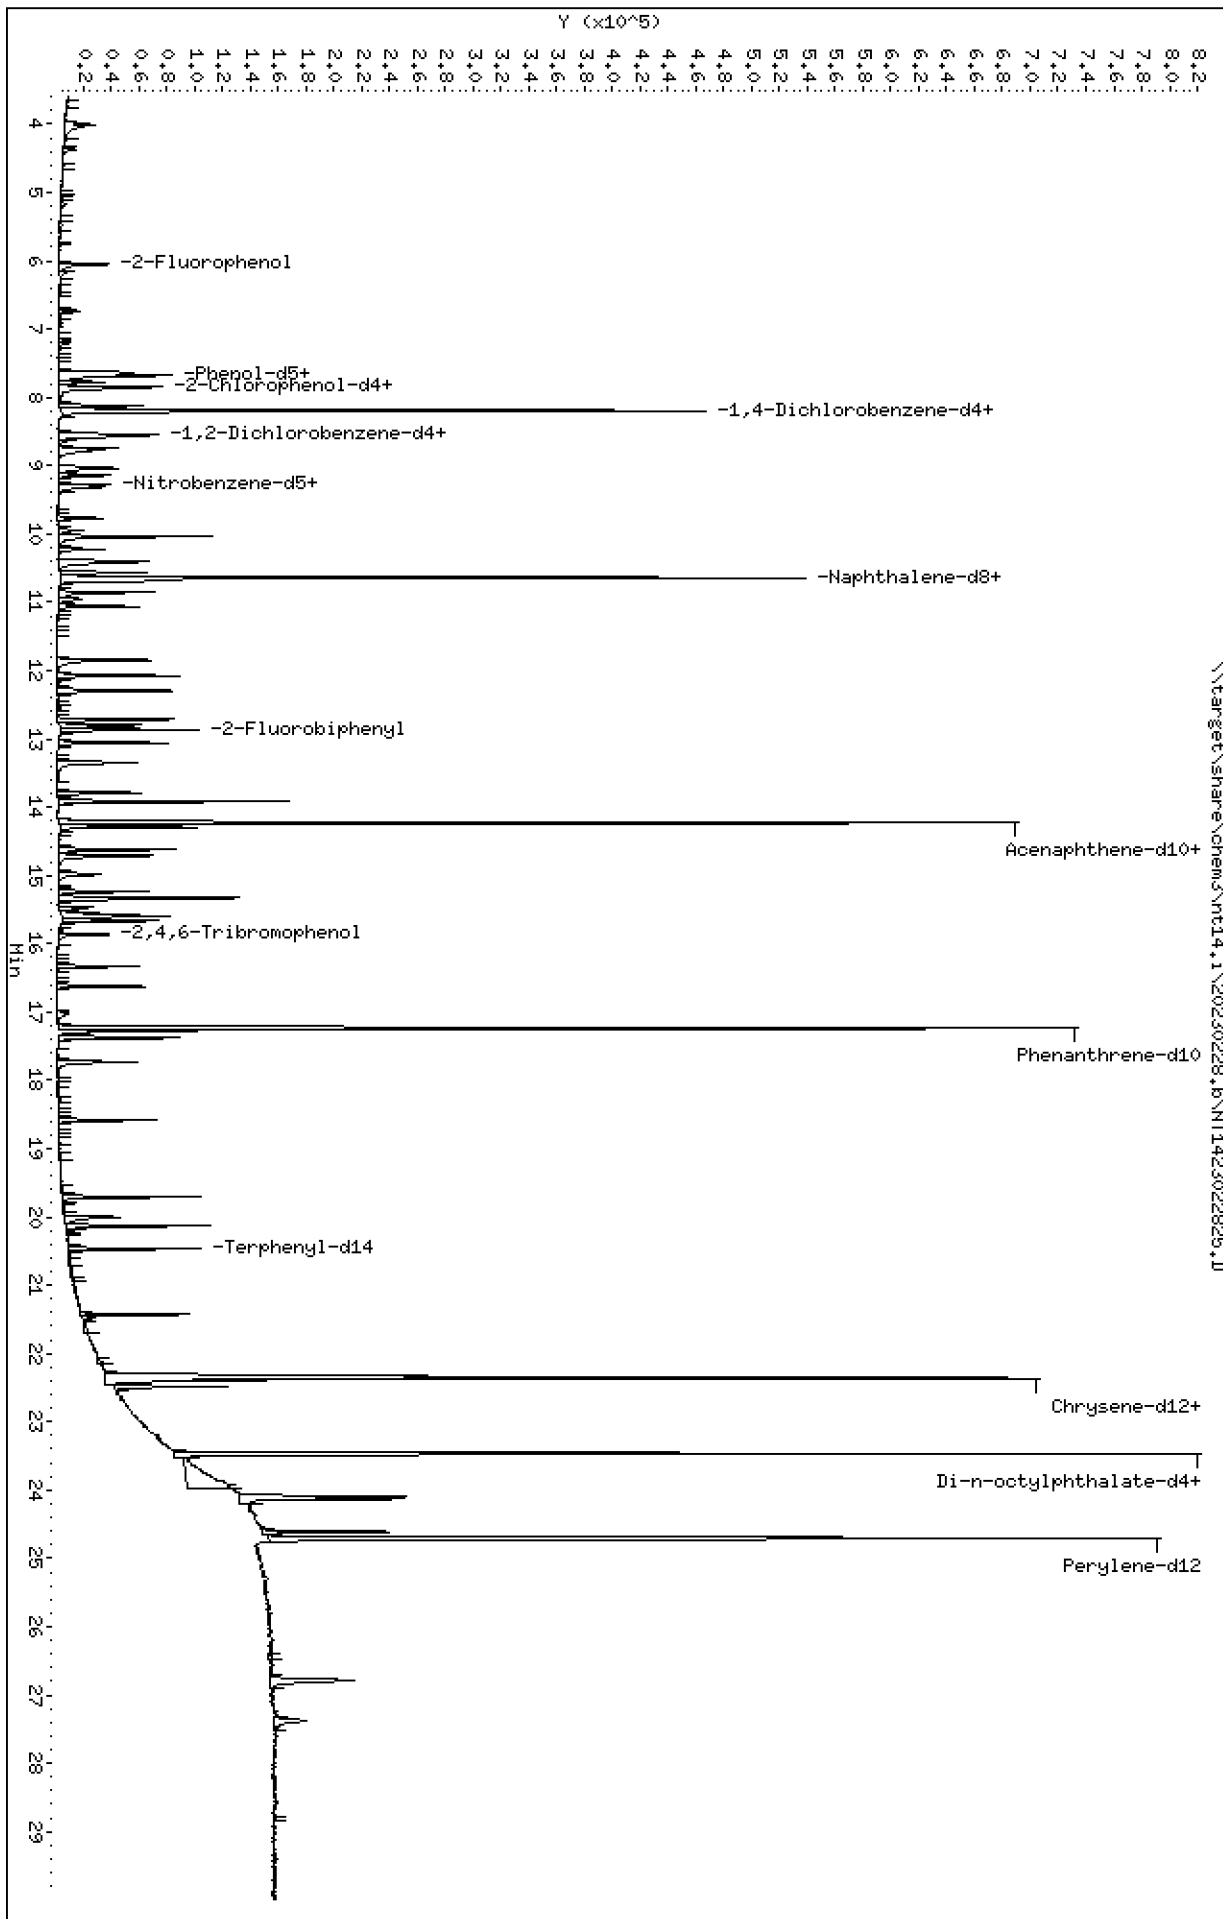 Y (x10^5)
8.2
8.0
7.8
7.6
7.4
7.2
7.0
6.8
6.6
6.4
6.2
6.0
5.8
5.6
5.4
5.2
5.0
4.8
4.6
4.4
4.2
4.0
3.8
3.6
3.4
3.2
3.0
2.8
2.6
2.4
2.2
2.0
1.8
1.6
1.4
1.2
1.0
0.8
0.6
0.4
0.2
-2-Fluorophenol
-Phenol-d5+
-2-Chlorophenol-d4+
-1,4-Dichlorobenzene-d4+
-1,2-Dichlorobenzene-d4+
-Nitrobenzene-d5+
-Naphthalene-d8+
-2-Fluorobiphenyl
Acenaphthene-d10+
-2,4,6-Tribromophenol
Phenanthrene-d10
-Terphenyl-d14
Chrysene-d12+
Di-n-octylphthalate-d4+
Perylene-d12
4 5 6 7 8 9 10 11 12 13 14 15 16 17 18 19 20 21 22 23 24 25 26 27 28 29
Min